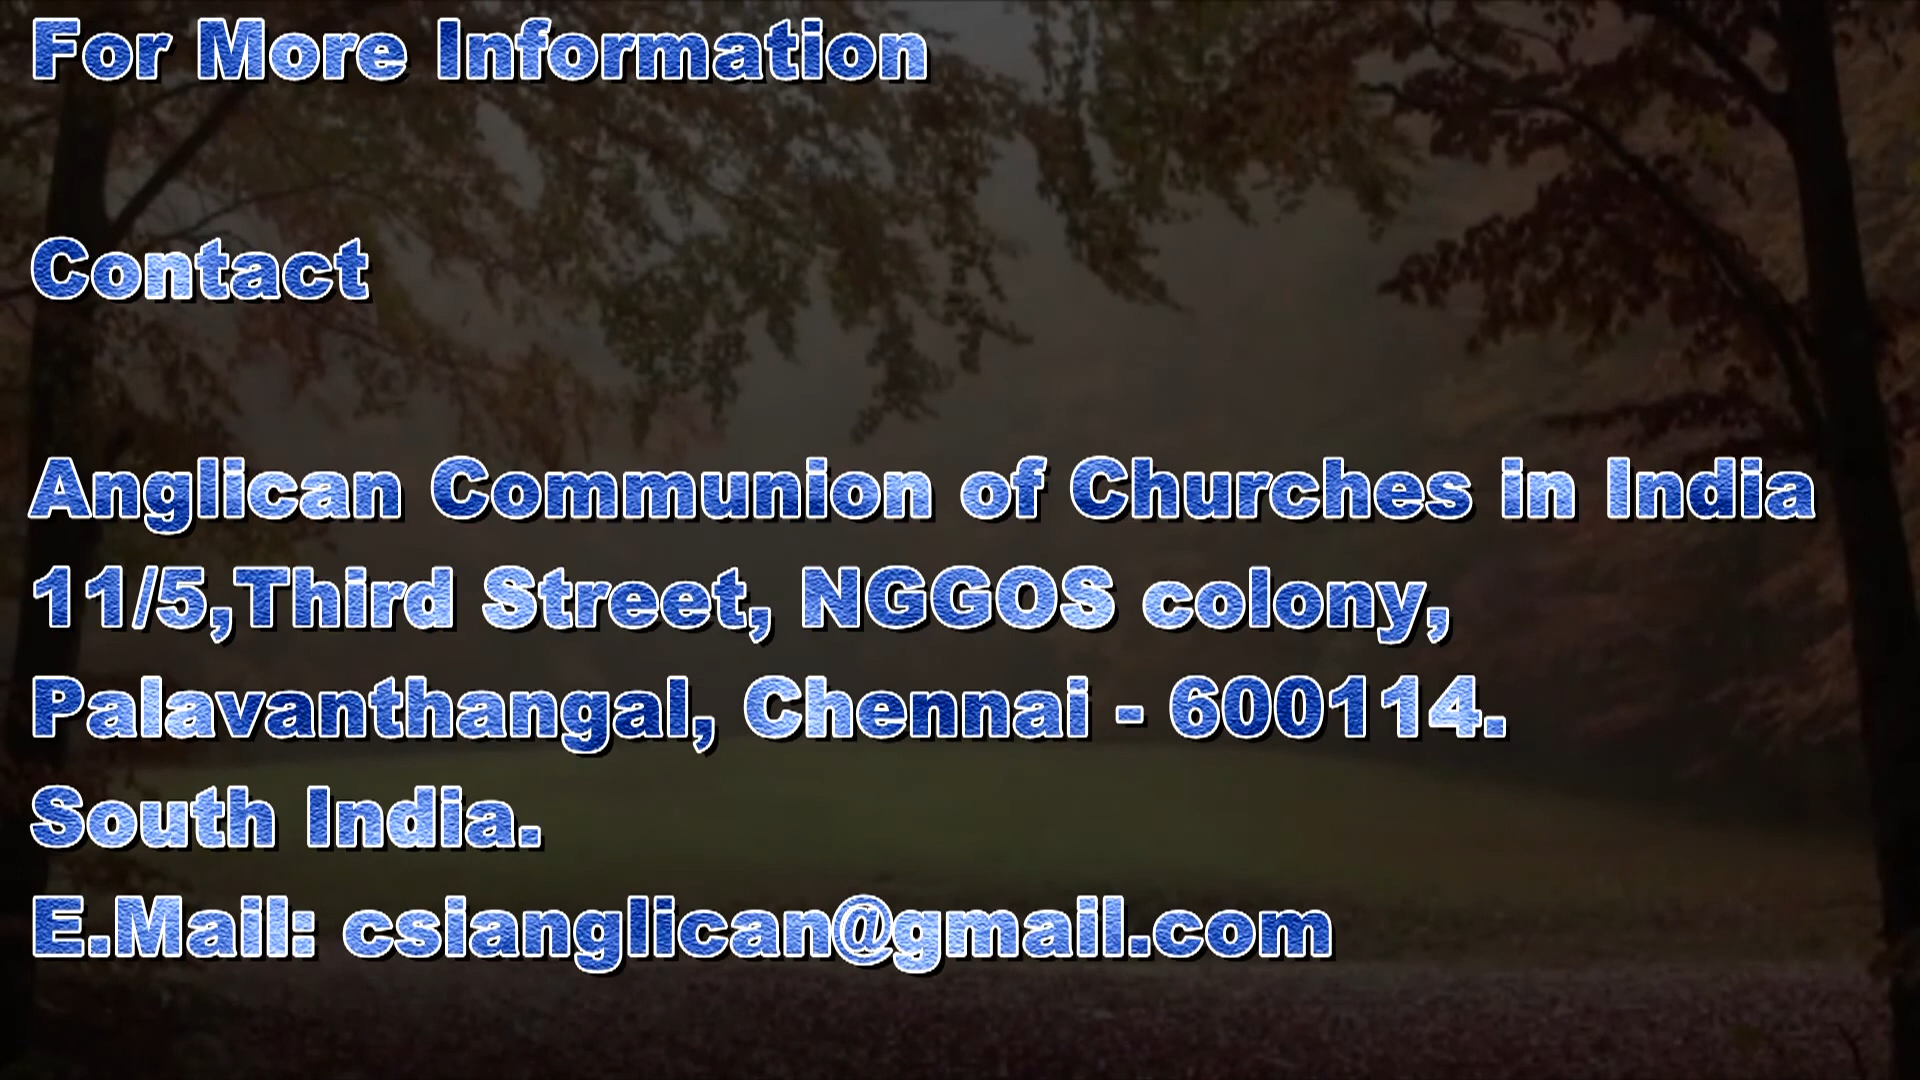 For More Information
Contact
Anglican Communion of Churches in India
11/5,Third Street, NGGOS colony,
Palavanthangal, Chennai - 600114.
South India.
E.Mail: csianglican@gmail.com